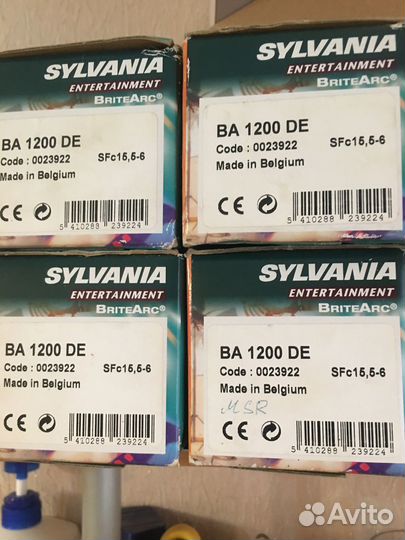 SYLVANIA
ENTERTAINMENT
BRITEARC®
BA 1200 DE
Code : 0023922 SFc15,5-6
Made in Belgium
CE
5 410288 239224
SYLVANIA
ENTERTAINMENT
BRITEARC®
BA 1200 DE
Code : 0023922 SFc15,5-6
Made in Belgium
CE
5 410288 239224
SYLVANIA
ENTERTAINMENT
BRITEARC®
BA 1200 DE
Code : 0023922 SFc15,5-6
Made in Belgium
CE
5 410288 239224
SYLVANIA
ENTERTAINMENT
BRITEARC®
BA 1200 DE
Code : 0023922 SFc15,5-6
Made in Belgium
MSR
CE
5 410288 239224
Avito